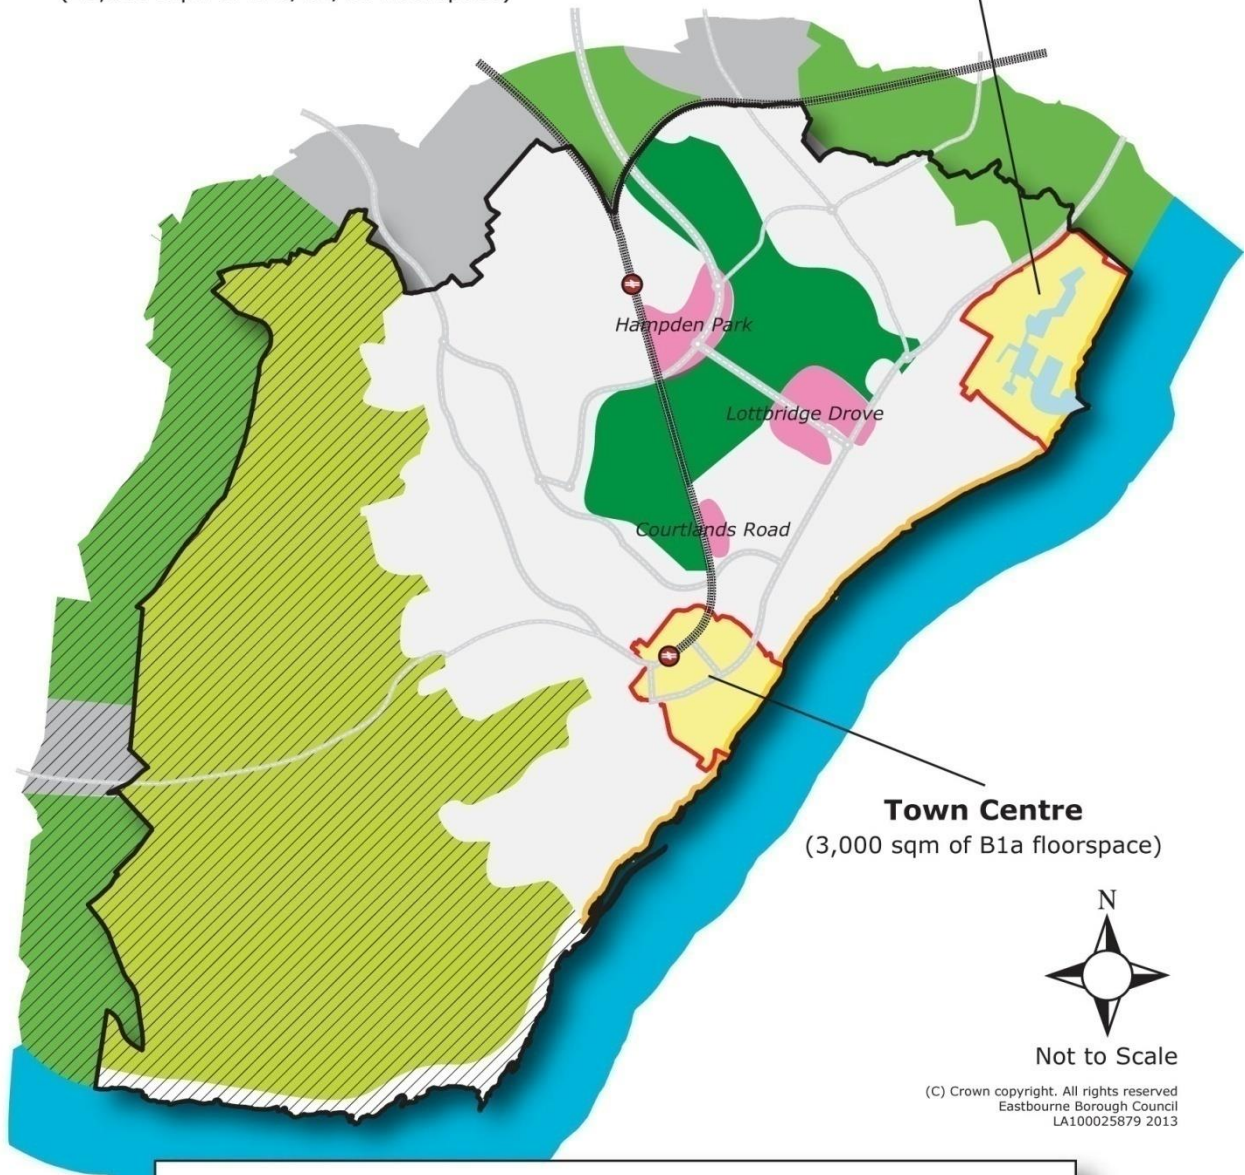 Hampden Park
Lottbridge Drove
Courtlands Road
Town Centre
(3,000 sqm of B1a floorspace)
N
Not to Scale
(C) Crown copyright. All rights reserved
Eastbourne Borough Council
LA100025879 2013